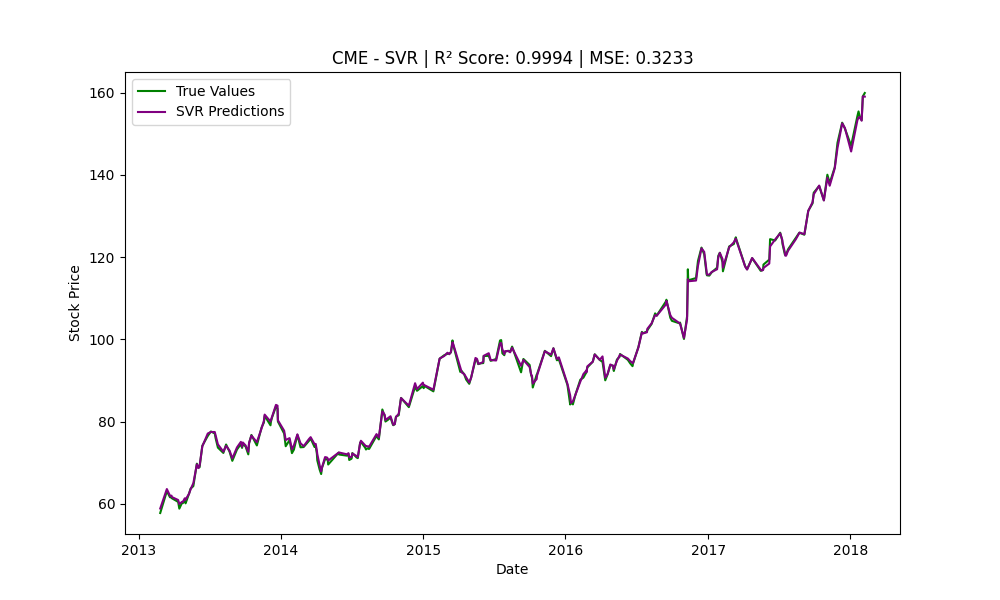 CME - SVR | R² Score: 0.9994 | MSE: 0.3233
True Values
SVR Predictions
Stock Price
160
140
120
100
80
60
2013
2014
2015
2016
2017
2018
Date